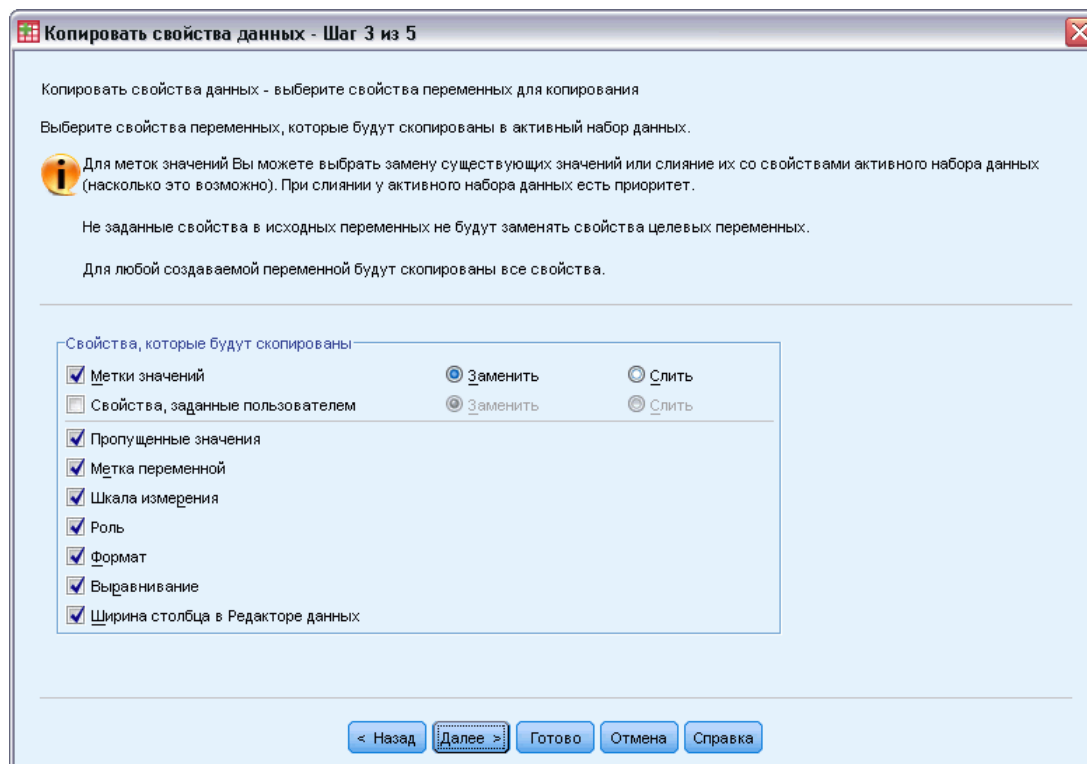 Копировать свойства данных - Шаг 3 из 5
Копировать свойства данных - выберите свойства переменных для копирования
Выберите свойства переменных, которые будут скопированы в активный набор данных.
Для меток значений Вы можете выбрать замену существующих значений или слияние их со свойствами активного набора данных
(насколько это возможно). При слиянии у активного набора данных есть приоритет.
Не заданные свойства в исходных переменных не будут заменять свойства целевых переменных.
Для любой создаваемой переменной будут скопированы все свойства.
Свойства, которые будут скопированы
Метки значений Заменить Слить
Свойства, заданные пользователем Заменить Слить
Пропущенные значения
Метка переменной
Шкала измерения
Роль
Формат
Выравнивание
Ширина столбца в Редакторе данных
< Назад Далее > Готово Отмена Справка